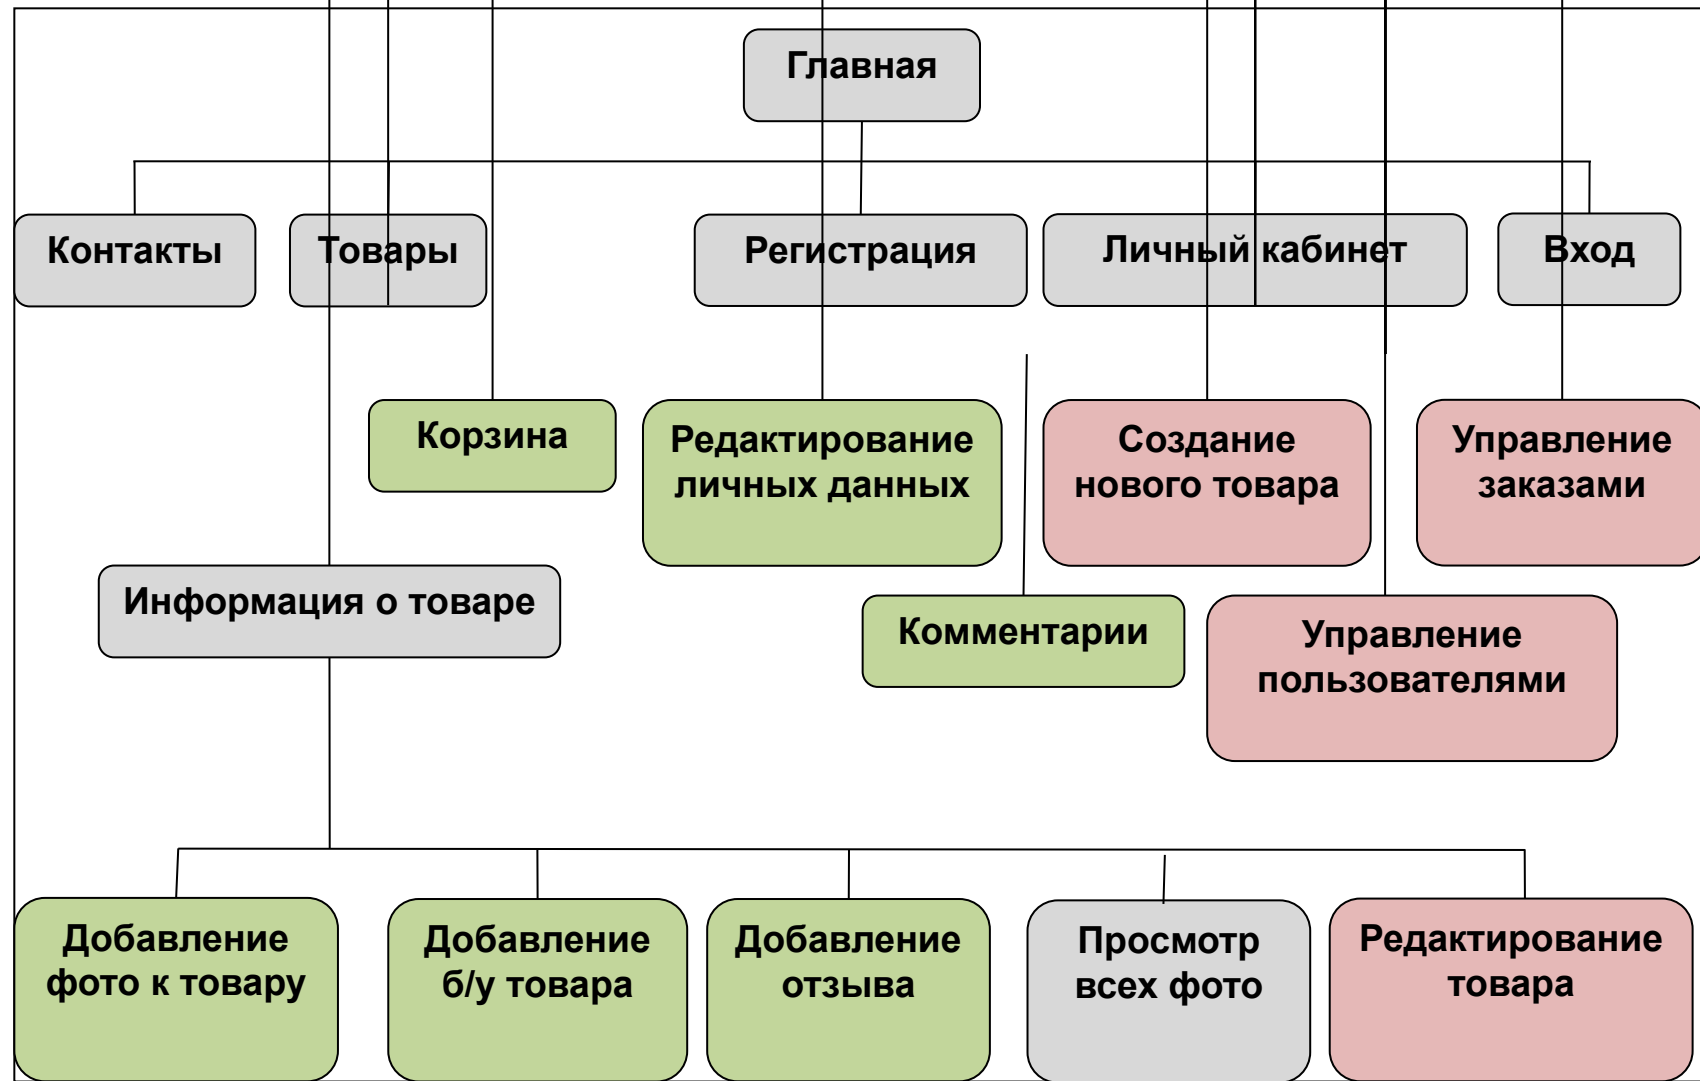 Главная
Контакты
Товары
Регистрация
Личный кабинет
Вход
Корзина
Редактирование
личных данных
Создание
нового товара
Управление
заказами
Информация о товаре
Комментарии
Управление
пользователями
Добавление
фото к товару
Добавление
б/у товара
Добавление
отзыва
Просмотр
всех фото
Редактирование
товара